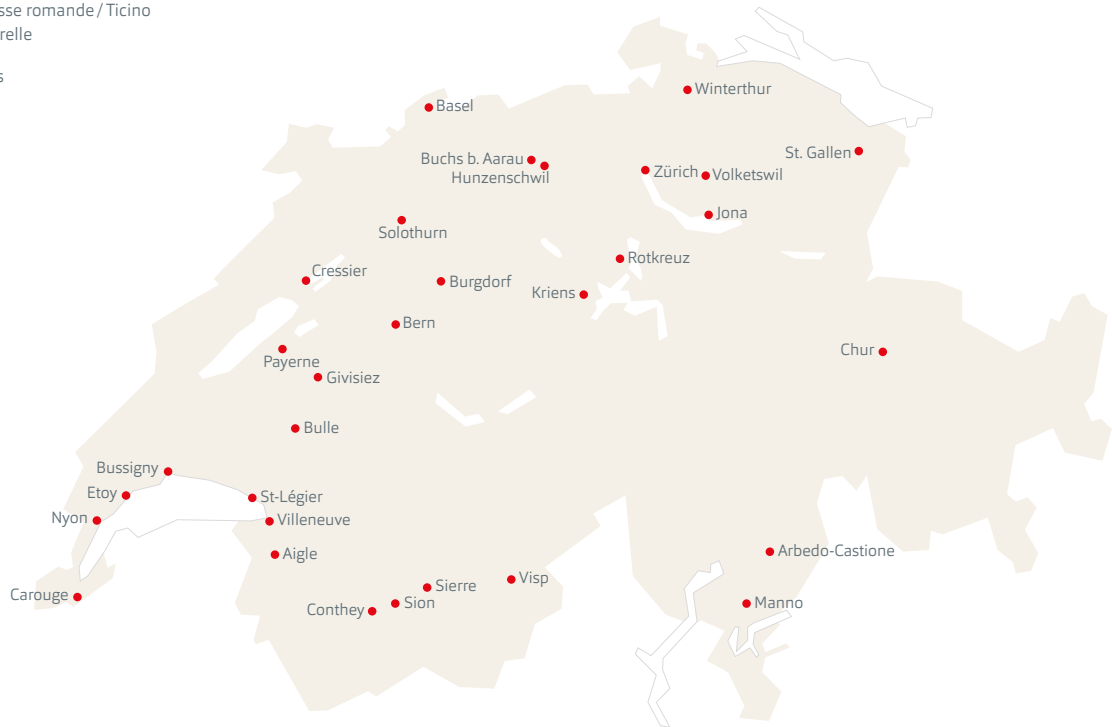 sse romande / Ticino
relle
s
Winterthur
Basel
St. Gallen
Buchs b. Aarau
Hunzenschwil
Zürich
Volketswil
Jona
Solothurn
Rotkreuz
Cressier
Burgdorf
Kriens
Bern
Chur
Payerne
Givisiez
Bulle
Bussigny
Etoy
St-Légier
Nyon
Villeneuve
Aigle
Arbedo-Castione
Visp
Sierre
Carouge
Conthey
Sion
Manno